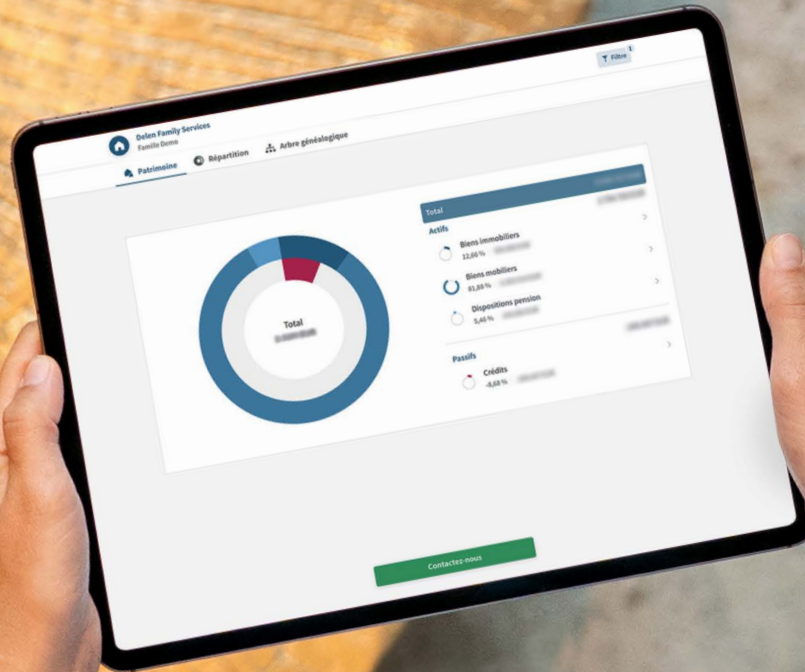 Delen Family Services
Famille Demo
1
Filtre
Patrimoine
Répartition
Arbre généalogique
Total
Total
Actifs
Biens immobiliers
12,66 %
Biens mobiliers
81,88 %
Dispositions pension
5,46 %
Passifs
Crédits
-8,68 %
Contactez-nous